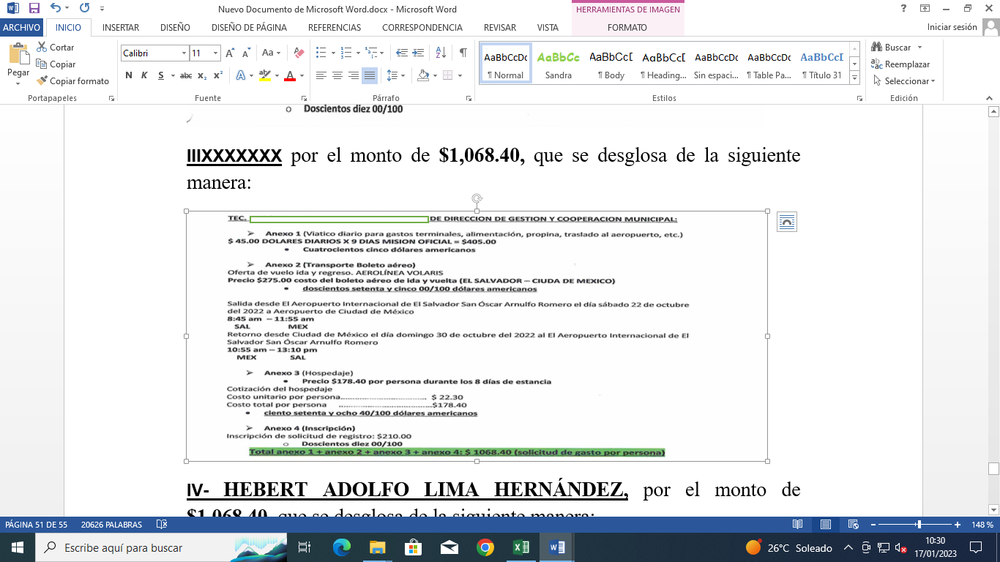 Nuevo Documento de Microsoft Word.docx - Microsoft Word
HERRAMIENTAS DE IMAGEN
ARCHIVO INICIO INSERTAR DISEÑO DISEÑO DE PÁGINA REFERENCIAS CORRESPONDENCIA REVISAR VISTA FORMATO Iniciar sesión
Pegar
Cortar
Copiar
Copiar formato
Portapapeles
Calibri 11
N K S abc x₂ x²
Fuente
Párrafo
AaBbCcDc AaBbCc AaBbCcD AaBbCcD AaBbCcDc AaBbCcDc AaBbCcD
¶ Normal Sandra ¶ Body ¶ Heading... Sin espaci... ¶ Table Pa... ¶ Título 31
Estilos
Buscar
Reemplazar
Seleccionar
Edición
o Doscientos diez 00/100
IIIXXXXXXX por el monto de $1,068.40, que se desglosa de la siguiente
manera:
TEC. DE DIRECCION DE GESTION Y COOPERACION MUNICIPAL:
➢ Anexo 1 (Viatico diario para gastos terminales, alimentación, propina, traslado al aeropuerto, etc.)
$ 45.00 DOLARES DIARIOS X 9 DIAS MISION OFICIAL = $405.00
• Cuatrocientos cinco dólares americanos
➢ Anexo 2 (Transporte Boleto aéreo)
Oferta de vuelo ida y regreso. AEROLÍNEA VOLARIS
Precio $275.00 costo del boleto aéreo de ida y vuelta (EL SALVADOR – CIUDA DE MEXICO)
• doscientos setenta y cinco 00/100 dólares americanos
Salida desde El Aeropuerto Internacional de El Salvador San Óscar Arnulfo Romero el día sábado 22 de octubre
del 2022 a Aeropuerto de Ciudad de México
8:45 am – 11:55 am
SAL MEX
Retorno desde Ciudad de México el día domingo 30 de octubre del 2022 al El Aeropuerto Internacional de El
Salvador San Óscar Arnulfo Romero
10:55 am – 13:10 pm
MEX SAL
➢ Anexo 3 (Hospedaje)
• Precio $178.40 por persona durante los 8 días de estancia
Cotización del hospedaje
Costo unitario por persona................................ $ 22.30
Costo total por persona ...................................$178.40
• ciento setenta y ocho 40/100 dólares americanos
➢ Anexo 4 (Inscripción)
Inscripción de solicitud de registro: $210.00
o Doscientos diez 00/100
Total anexo 1 + anexo 2 + anexo 3 + anexo 4: $ 1068.40 (solicitud de gasto por persona)
IV- HEBERT ADOLFO LIMA HERNÁNDEZ, por el monto de
$1,068.40, que se desglosa de la siguiente manera:
PÁGINA 51 DE 55 20626 PALABRAS 148 %
Escribe aquí para buscar
26°C Soleado
10:30
17/01/2023